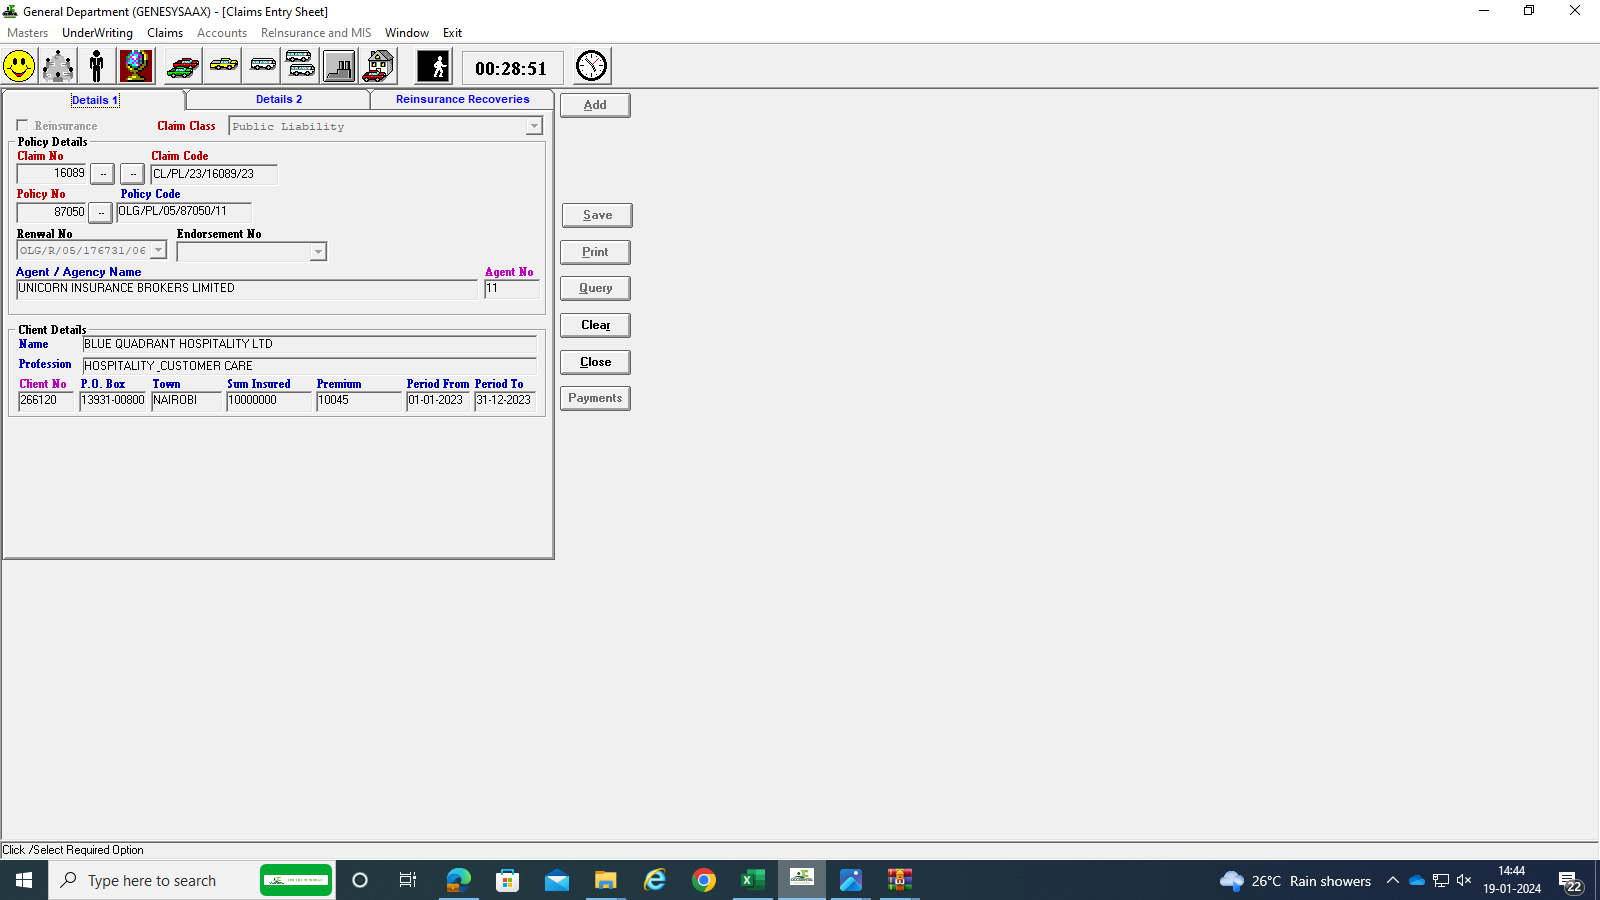 General Department (GENESYSAAX) - [Claims Entry Sheet]
Masters UnderWriting Claims Accounts ReInsurance and MIS Window Exit
00:28:51
Details 1 Details 2 Reinsurance Recoveries
Add
Reinsurance Claim Class Public Liability
Policy Details
Claim No Claim Code
16089 -- -- CL/PL/23/16089/23
Policy No Policy Code
87050 -- OLG/PL/05/87050/11
Save
Renwal No Endorsement No
OLG/R/05/176731/06
Print
Agent / Agency Name Agent No
UNICORN INSURANCE BROKERS LIMITED 11
Query
Clear
Client Details
Name BLUE QUADRANT HOSPITALITY LTD
Profession HOSPITALITY_CUSTOMER CARE
Close
Client No P.O. Box Town Sum Insured Premium Period From Period To
266120 13931-00800 NAIROBI 10000000 10045 01-01-2023 31-12-2023
Payments
Click /Select Required Option
Type here to search
26°C Rain showers
14:44
19-01-2024
22